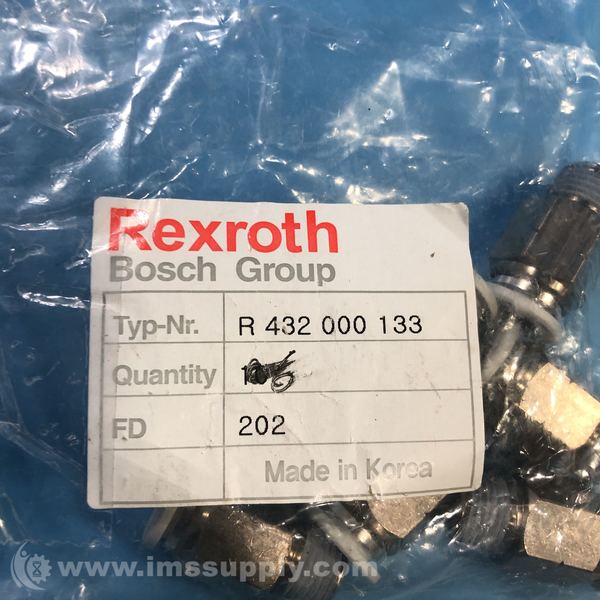 Rexroth
Bosch Group
Typ-Nr. R 432 000 133
Quantity
FD 202
Made in Korea
www.imssupply.com